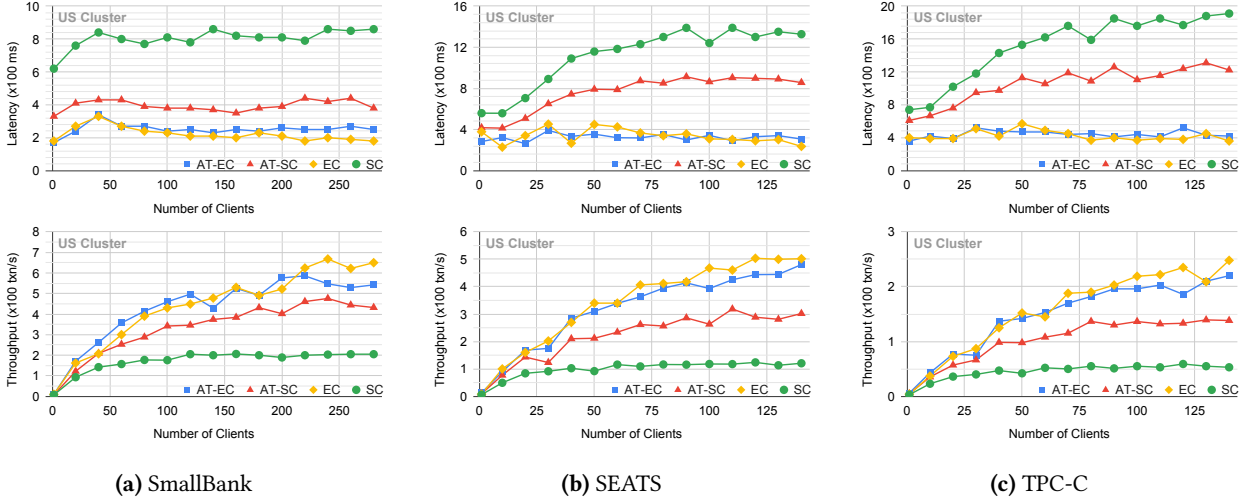 US Cluster
Latency (x100 ms)
10
8
6
4
2
0
AT-EC AT-SC EC SC
0 50 100 150 200 250
Number of Clients
US Cluster
Latency (x100 ms)
16
12
8
4
0
AT-EC AT-SC EC SC
0 25 50 75 100 125
Number of Clients
US Cluster
Latency (x100 ms)
20
15
10
5
0
AT-EC AT-SC EC SC
0 25 50 75 100 125
Number of Clients
US Cluster
Throughput (x100 txn/s)
8
7
6
5
4
3
2
1
0
AT-EC AT-SC EC SC
0 50 100 150 200 250
Number of Clients
US Cluster
Throughput (x100 txn/s)
6
5
4
3
2
1
0
AT-EC AT-SC EC SC
0 25 50 75 100 125
Number of Clients
US Cluster
Throughput (x100 txn/s)
3
2
1
0
AT-EC AT-SC EC SC
0 25 50 75 100 125
Number of Clients
(a) SmallBank
(b) SEATS
(c) TPC-C